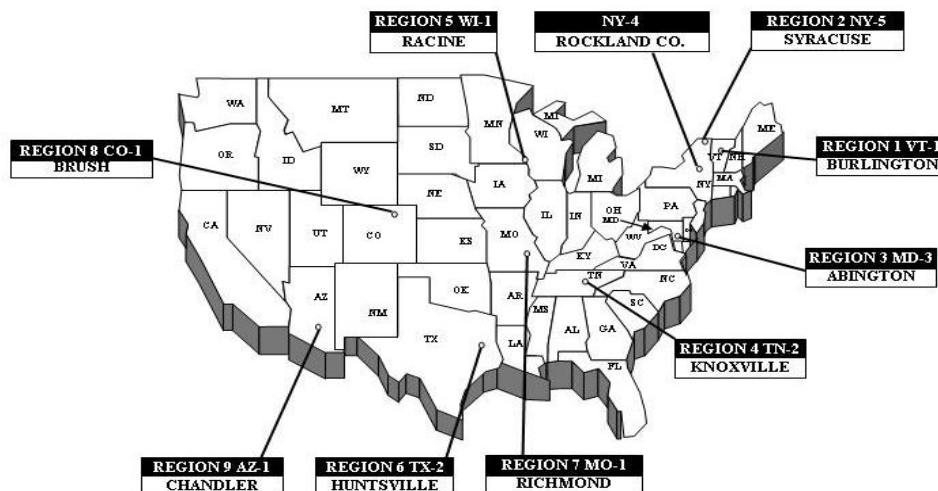 REGION 5 WI-1
RACINE
NY-4
ROCKLAND CO.
REGION 2 NY-5
SYRACUSE
REGION 8 CO-1
BRUSH
REGION 1 VT-1
BURLINGTON
REGION 3 MD-3
ABINGTON
REGION 4 TN-2
KNOXVILLE
REGION 9 AZ-1
CHANDLER
REGION 6 TX-2
HUNTSVILLE
REGION 7 MO-1
RICHMOND
WA
MT
ND
MN
MI
ME
OR
ID
WY
SD
WI
MI
VT
NH
MA
NY
NE
IA
PA
CA
NV
UT
CO
KS
MO
IL
IN
OH
MD
WV
DC
KY
VA
AZ
NM
OK
AR
TN
NC
SC
TX
LA
MS
AL
GA
FL